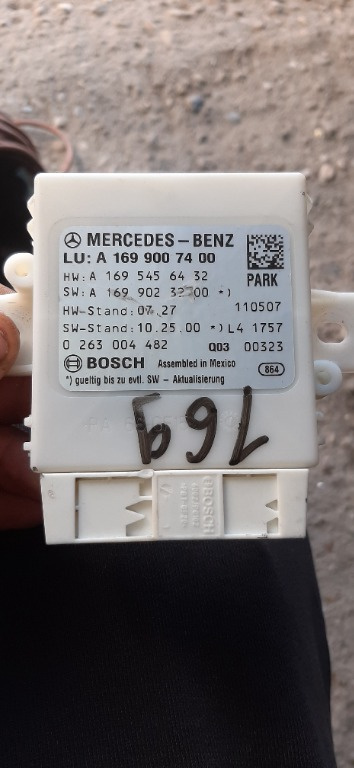 MERCEDES-BENZ
LU: A 169 900 74 00
PARK
HW: A 169 545 64 32
SW: A 169 902 32 00 *)
HW-Stand: 07.27 110507
SW-Stand: 10.25.00 *) L4 1757
0 263 004 482 Q03 00323
BOSCH Assembled in Mexico
*) gueltig bis zu evtl. SW - Aktualisierung
864
169
BOSCH